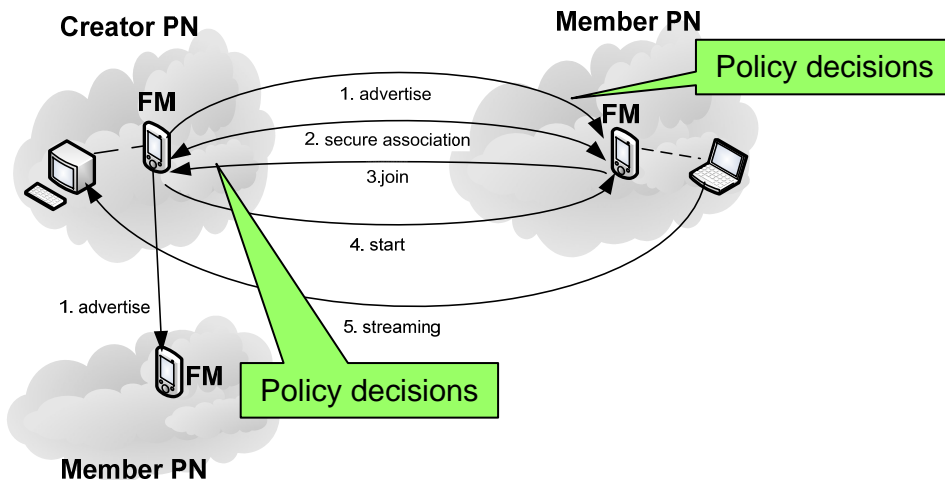 Creator PN
Member PN
Policy decisions
FM
1. advertise
FM
2. secure association
3.join
4. start
1. advertise
5. streaming
FM
Policy decisions
Member PN